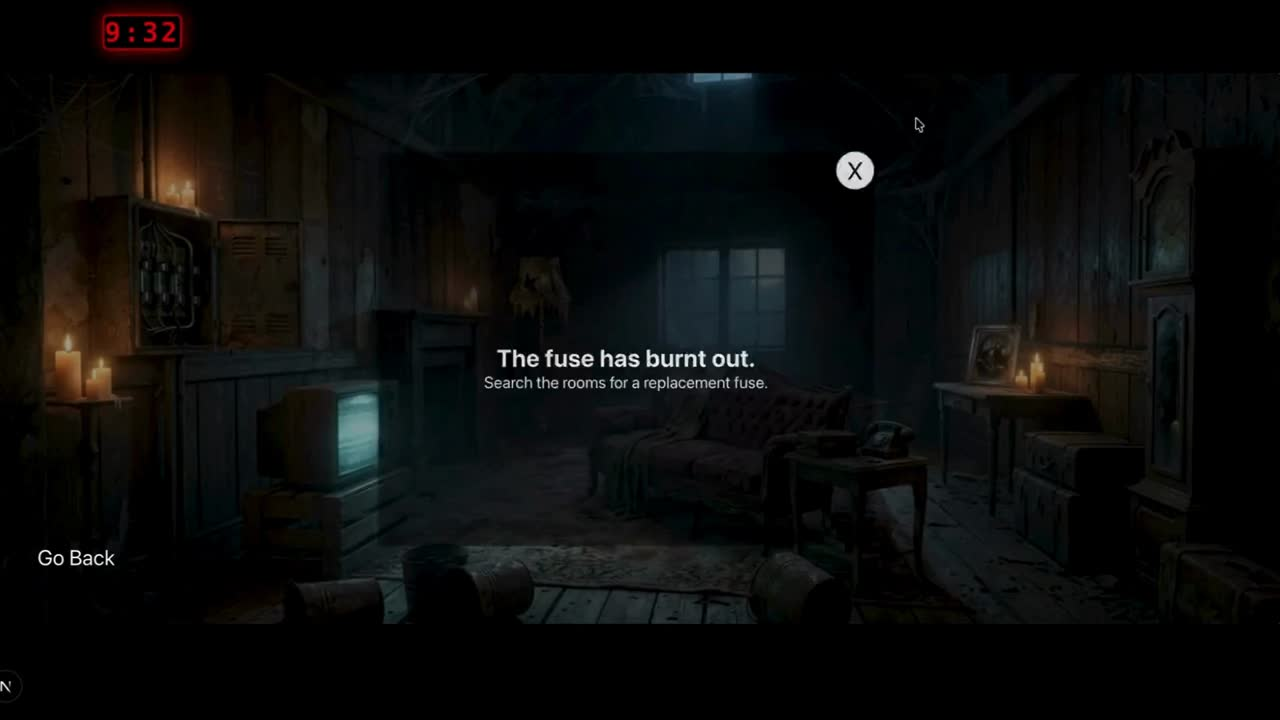 9:32
X
The fuse has burnt out.
Search the rooms for a replacement fuse.
Go Back
N